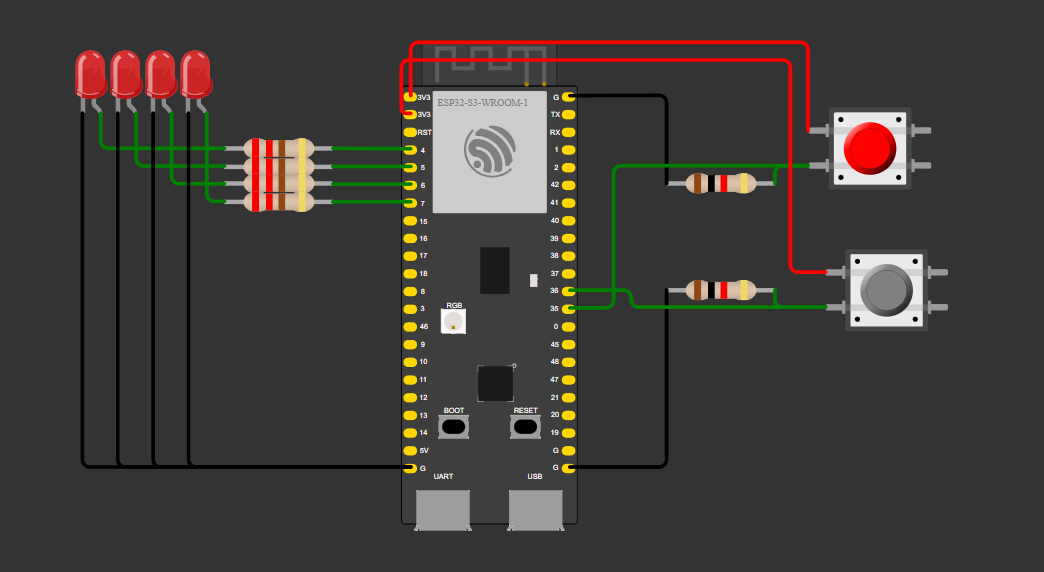 3V3
ESP32-S3-WROOM-1
G
3V3
TX
RST
RX
4
1
5
2
6
42
7
41
15
40
16
39
17
38
18
37
8
36
3
RGB
35
46
0
9
45
10
48
11
47
12
21
13
BOOT
RESET
20
14
19
5V
G
G
G
UART
USB